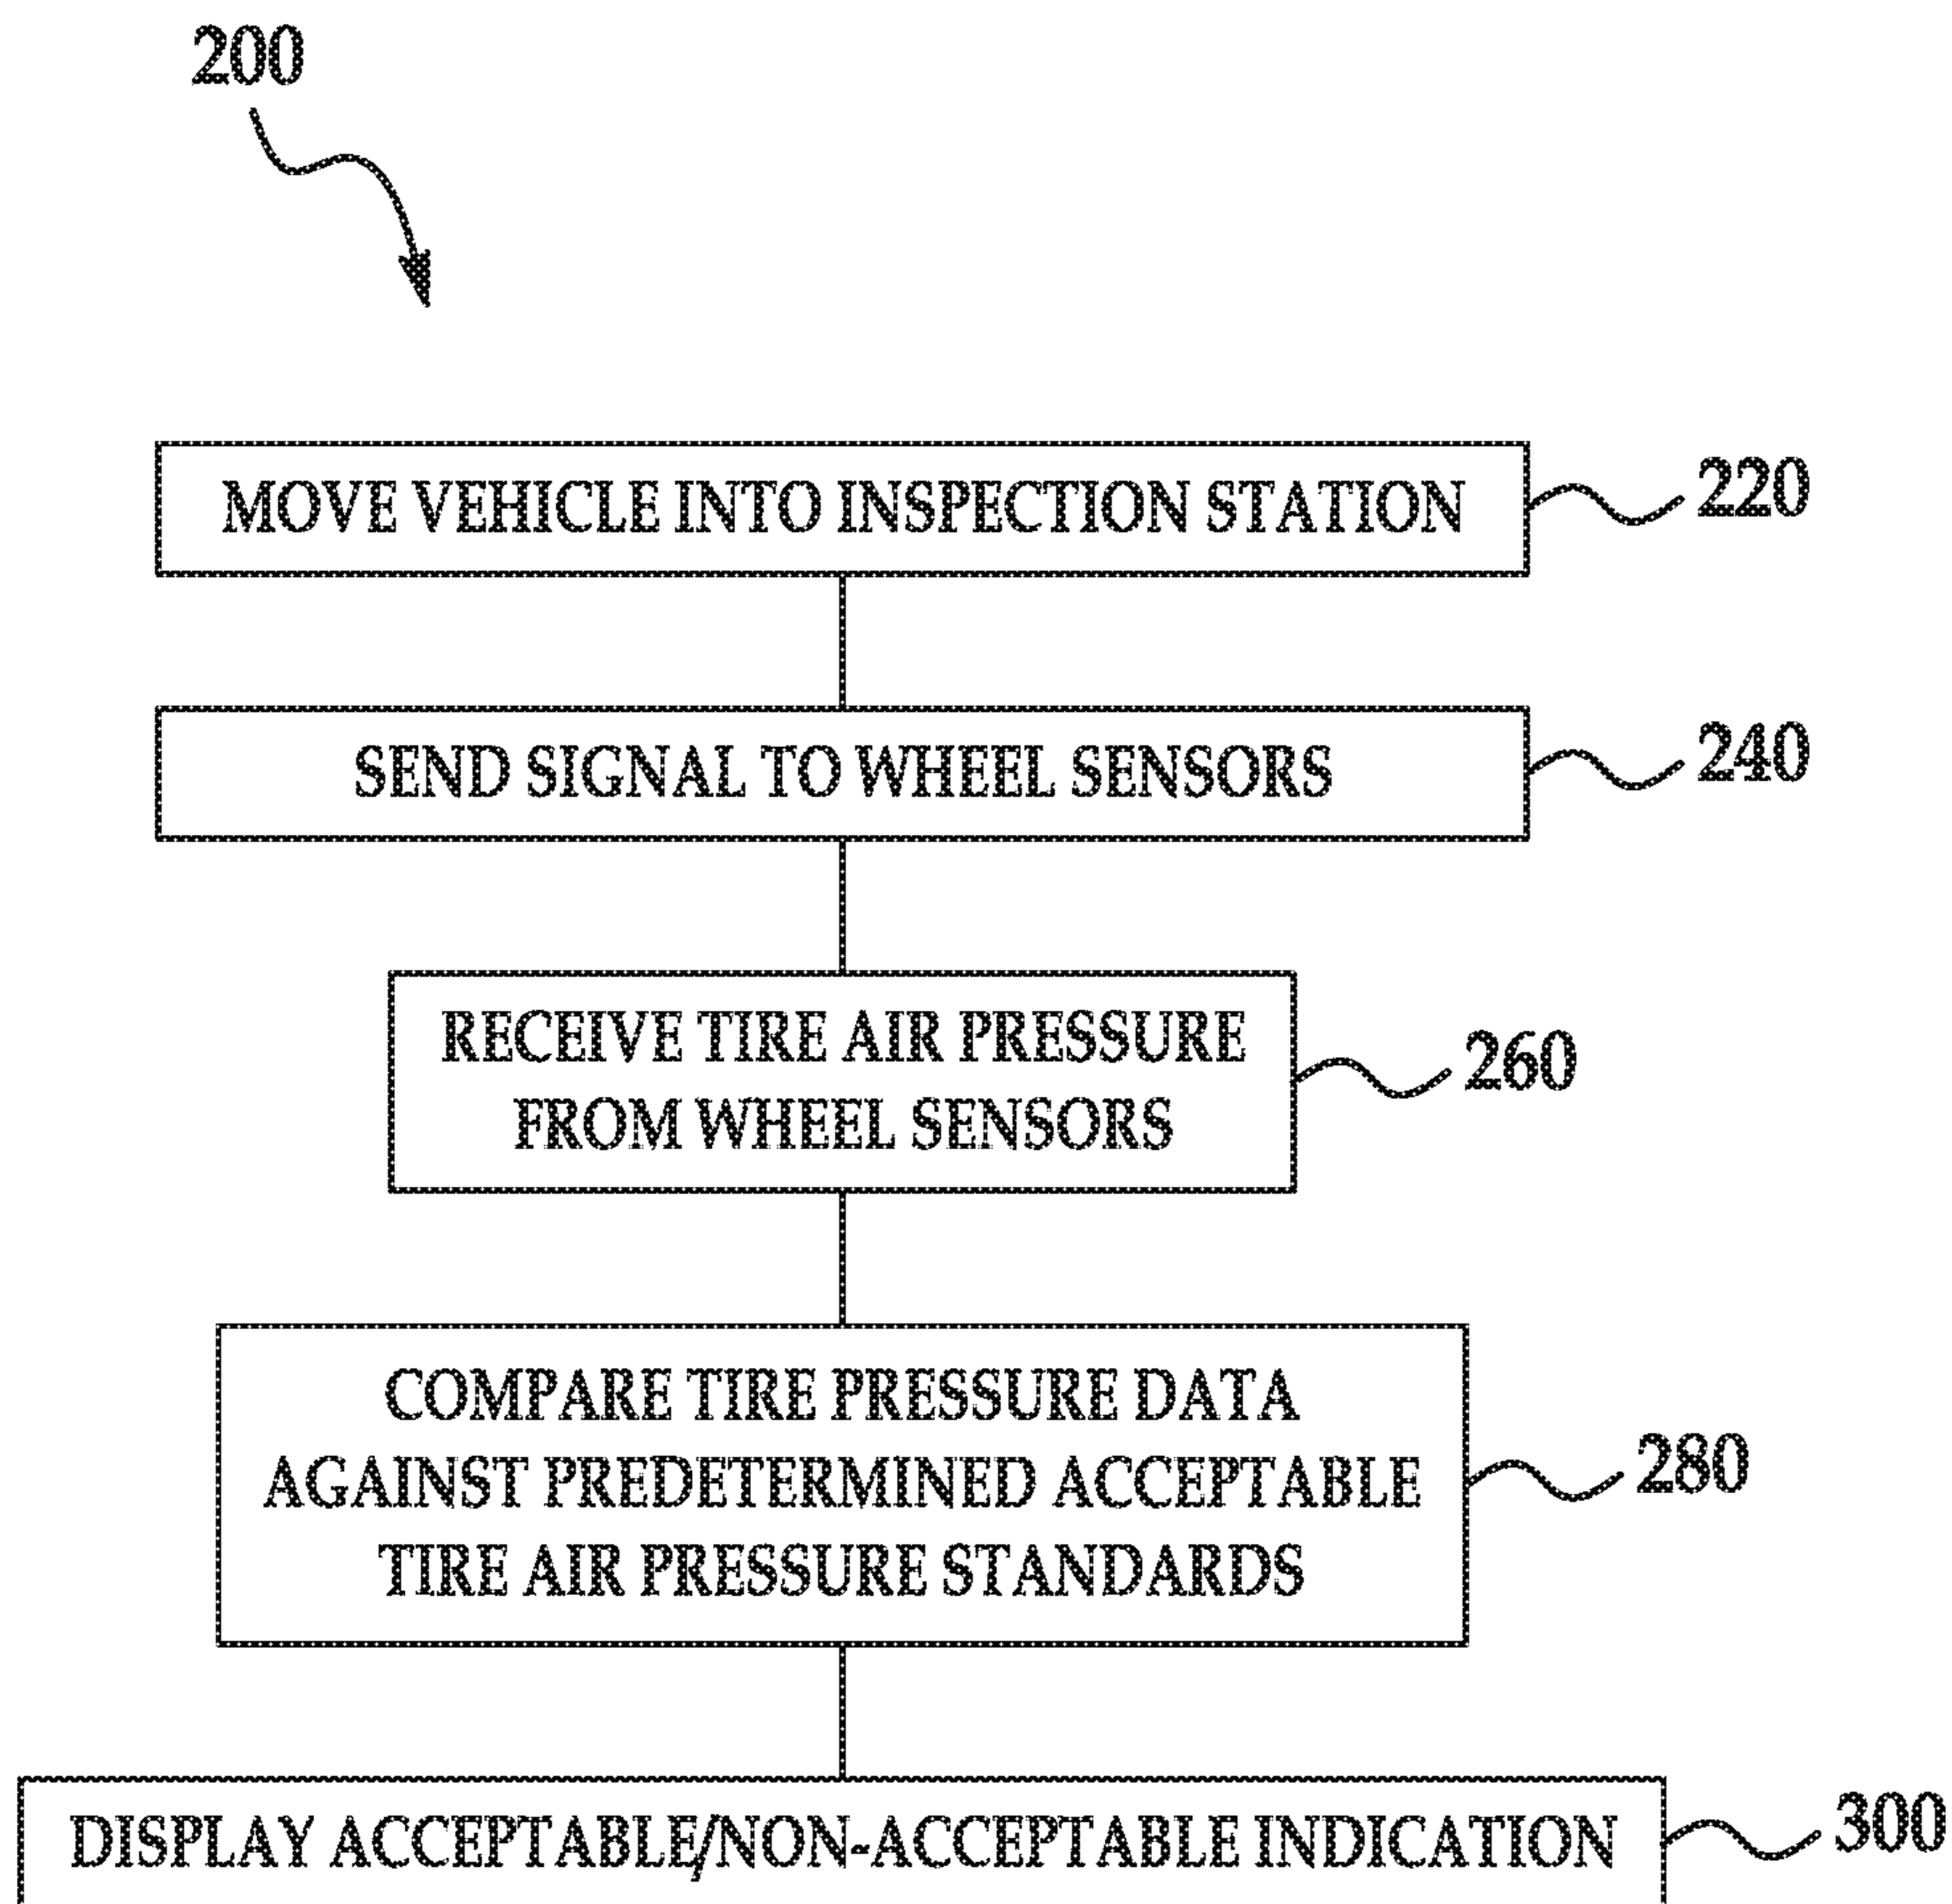 200
MOVE VEHICLE INTO INSPECTION STATION
220
SEND SIGNAL TO WHEEL SENSORS
240
RECEIVE TIRE AIR PRESSURE
FROM WHEEL SENSORS
260
COMPARE TIRE PRESSURE DATA
AGAINST PREDETERMINED ACCEPTABLE
TIRE AIR PRESSURE STANDARDS
280
DISPLAY ACCEPTABLE/NON-ACCEPTABLE INDICATION
300